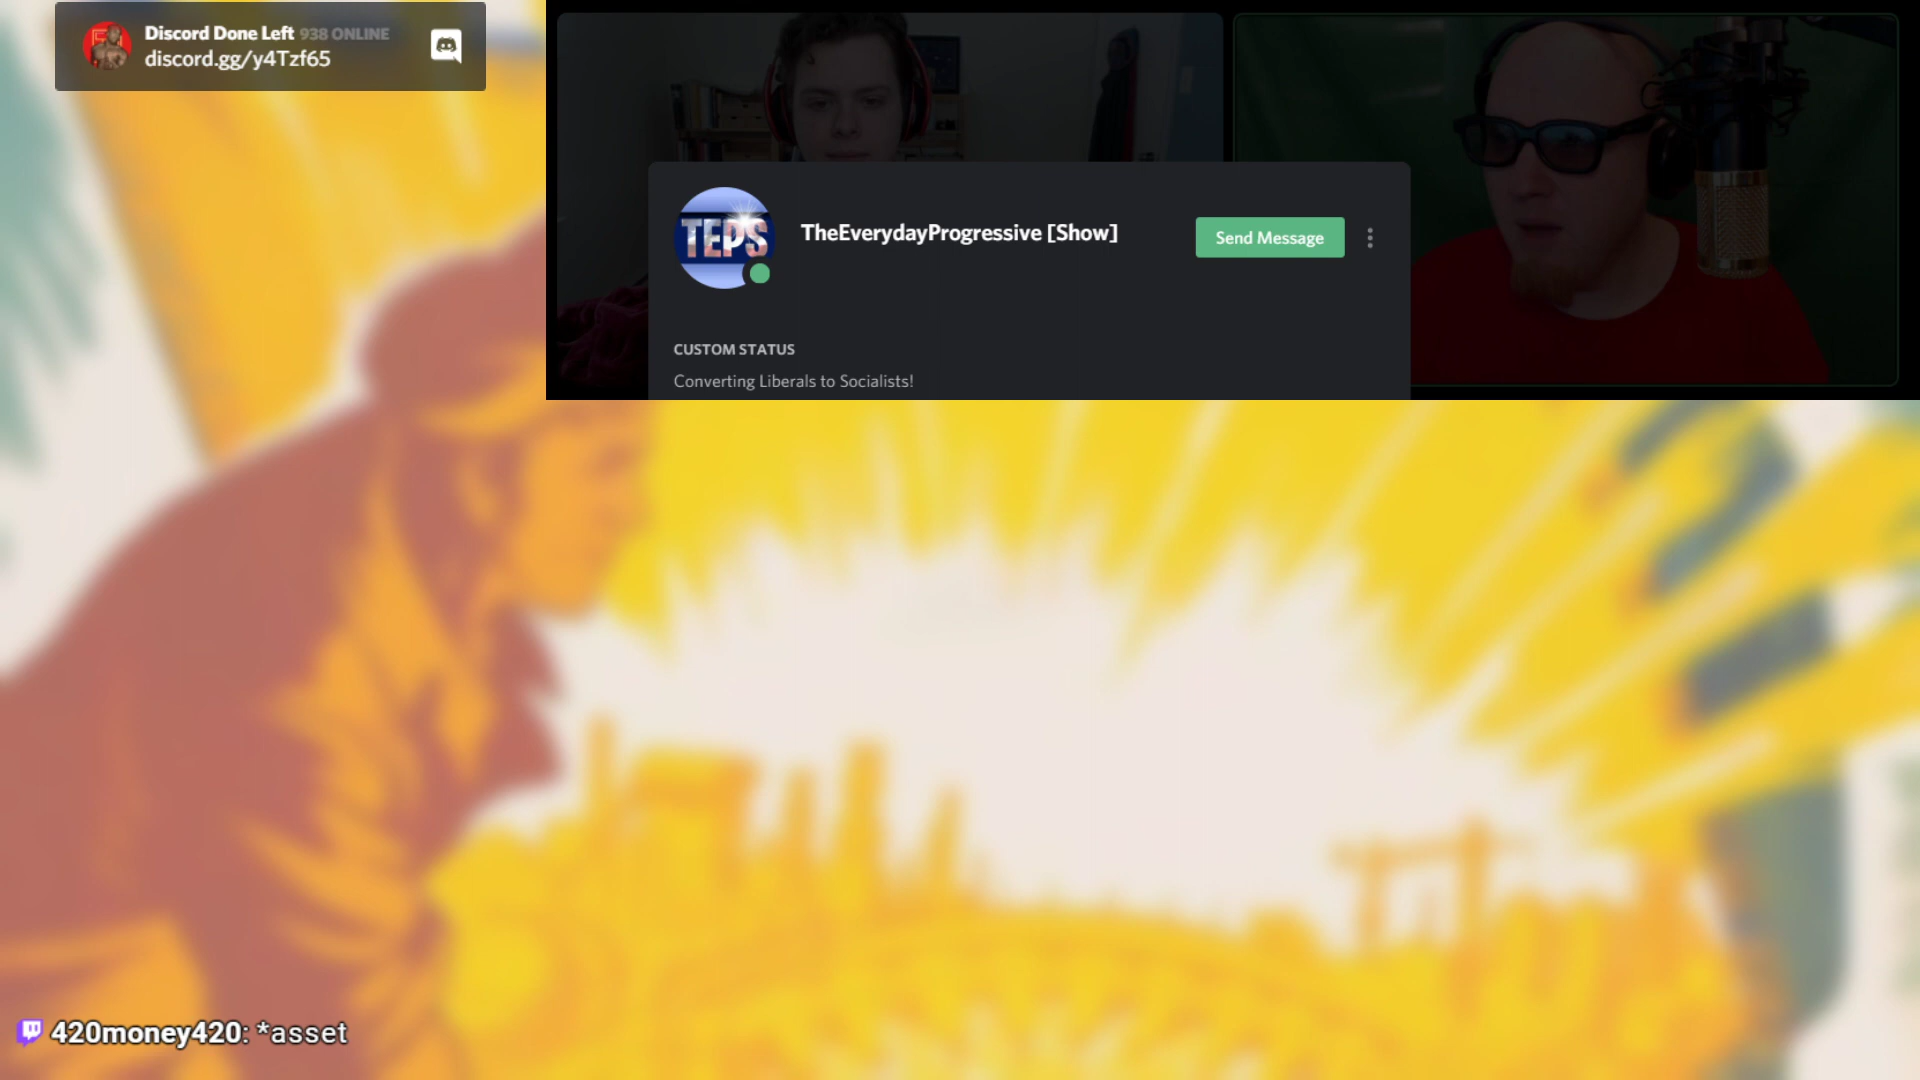 Discord Done Left 938 ONLINE
discord.gg/y4Tzf65
TEPS
TheEverydayProgressive [Show]
Send Message
CUSTOM STATUS
Converting Liberals to Socialists!
420money420: *asset